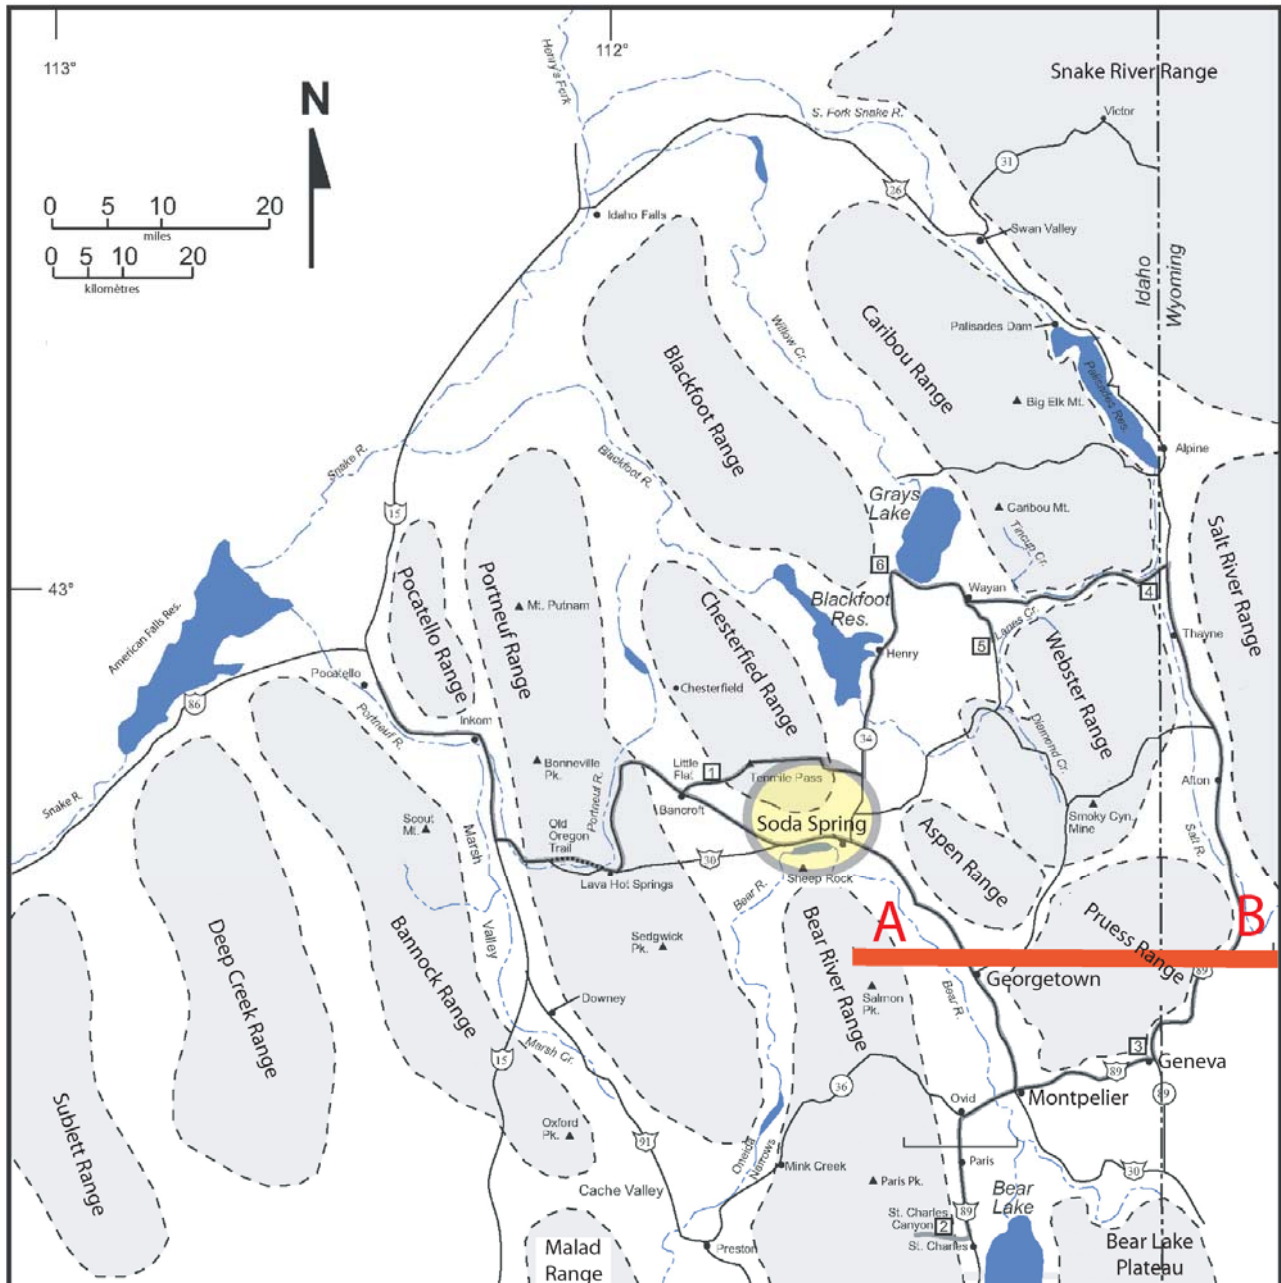 113°
112°
Henry's Fork
Snake River Range
Victor
S. Fork Snake R.
31
N
26
0 5 10 20
miles
0 5 10 20
kilomètres
Idaho Falls
Swan Valley
Idaho
Wyoming
Palisades Dam
Willow Cr.
Caribou Range
Palisades Res.
Blackfoot Range
Big Elk Mt.
Alpine
Snake R.
Blackfoot R.
Grays
Lake
Caribou Mt.
Tincup Cr.
15
Salt River Range
43°
6
Pocatello Range
Portneuf Range
Mt. Putnam
Chesterfield Range
Blackfoot
Res.
Wayan
4
American Falls Res.
Lanes Cr.
5
Webster Range
Thayne
Henry
Pocatello
Chesterfield
86
Portneuf R.
Inkom
34
Diamond Cr.
Bonneville
Pk.
Little
Flat
1
Tenmile Pass
Afton
Portneuf R.
Bancroft
Snake R.
Scout
Mt.
Marsh
Valley
Old
Oregon
Trail
Soda Spring
Aspen Range
Smoky Cyn.
Mine
Salt R.
30
Lava Hot Springs
Sheep Rock
Bear R.
Deep Creek Range
Bannock Range
Sedgwick
Pk.
Bear River Range
A
Pruess Range
B
89
Georgetown
Salmon
Pk.
Bear R.
Downey
Marsh Cr.
15
3
Geneva
36
89
89
Montpelier
Sublett Range
Ovid
Oxford
Pk.
91
Oneida
Narrows
Mink Creek
Paris
30
Cache Valley
Paris Pk.
Bear
Lake
St. Charles
Canyon
2
89
St. Charles
Preston
Malad
Range
Bear Lake
Plateau